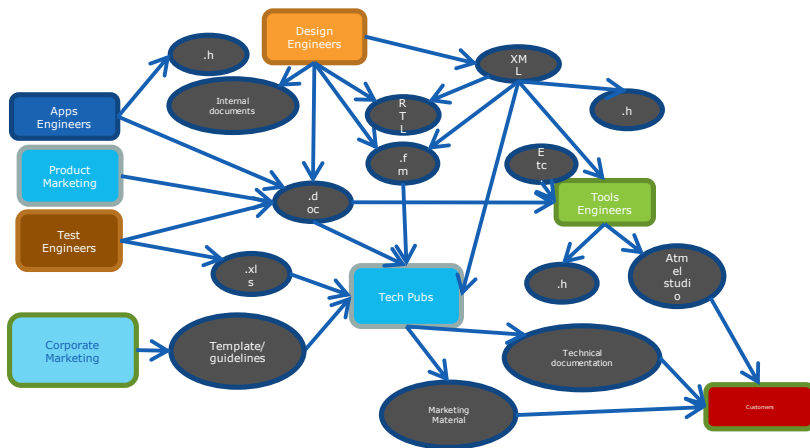 Design
Engineers
XM
L
.h
Internal
documents
R
T
L
.h
Apps
Engineers
.f
m
E
tc.
Product
Marketing
.d
oc
Tools
Engineers
Test
Engineers
.xl
s
Tech Pubs
.h
Atm
el
studi
o
Corporate
Marketing
Template/
guidelines
Technical
documentation
Marketing
Material
Customers